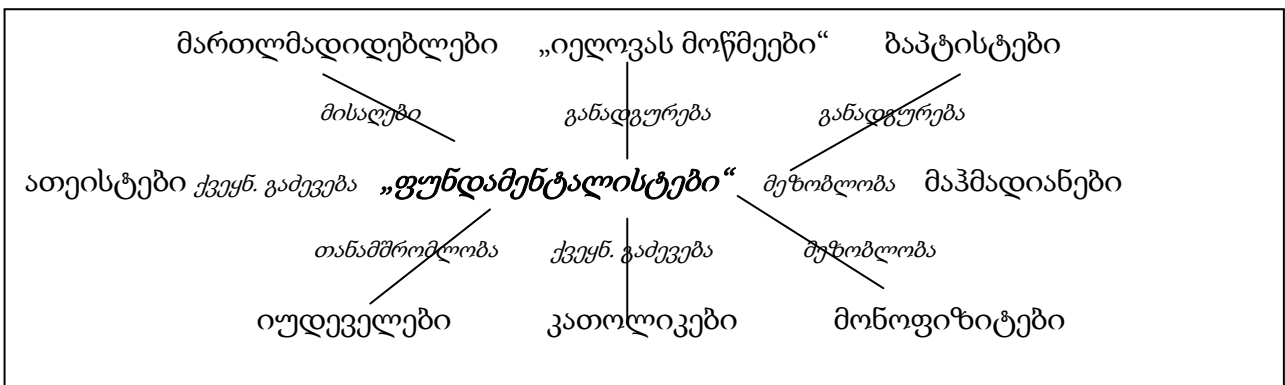 მართლმადიდებლები „იეღოვას მოწმეები“ ბაპტისტები
მისაღები განადგურება განადგურება
ათეისტები ქვეყნ. გაძევება „ფუნდამენტალისტები“ მეზობლობა მაჰმადიანები
თანამშრომლობა ქვეყნ. გაძევება მეზობლობა
იუდეველები კათოლიკები მონოფიზიტები